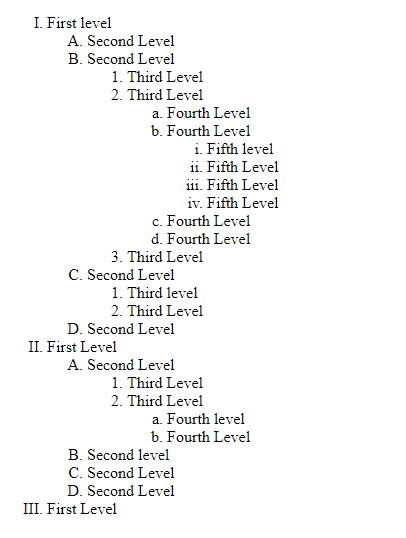 I. First level
A. Second Level
B. Second Level
1. Third Level
2. Third Level
a. Fourth Level
b. Fourth Level
i. Fifth level
ii. Fifth Level
iii. Fifth Level
iv. Fifth Level
c. Fourth Level
d. Fourth Level
3. Third Level
C. Second Level
1. Third level
2. Third Level
D. Second Level
II. First Level
A. Second Level
1. Third Level
2. Third Level
a. Fourth level
b. Fourth Level
B. Second level
C. Second Level
D. Second Level
III. First Level